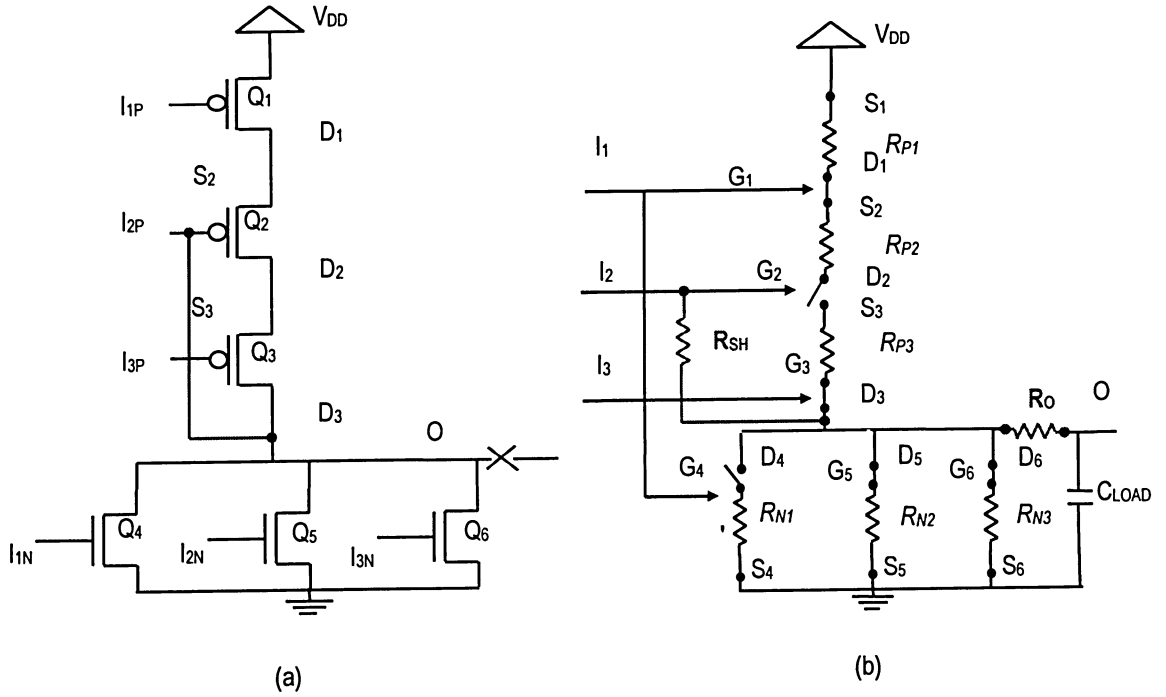 VDD
I1P
Q1
D1
S2
I2P
Q2
D2
S3
I3P
Q3
D3
O
I1N
Q4
I2N
Q5
I3N
Q6
(a)
VDD
S1
RP1
I1
D1
G1
S2
RP2
I2
G2
D2
S3
RSH
RP3
I3
G3
D3
RO
O
G4
D4
G5
D5
G6
D6
CLOAD
RN1
RN2
RN3
S4
S5
S6
(b)